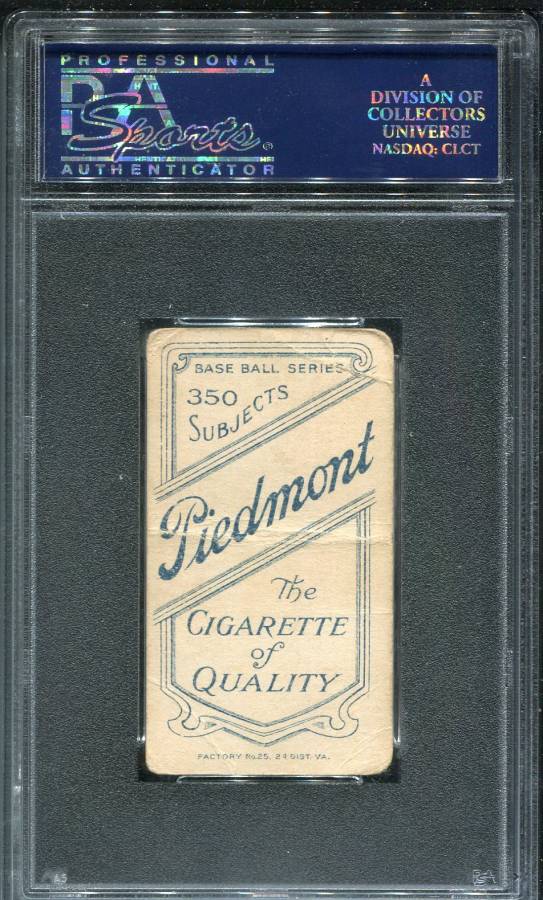 PROFESSIONAL
PSA
Sports®
AUTHENTICATOR
A
DIVISION OF
COLLECTORS
UNIVERSE
NASDAQ: CLCT
BASE BALL SERIES
350
SUBJECTS
Piedmont
The
CIGARETTE
of
QUALITY
FACTORY No.25. 2d DIST. VA.
PSA